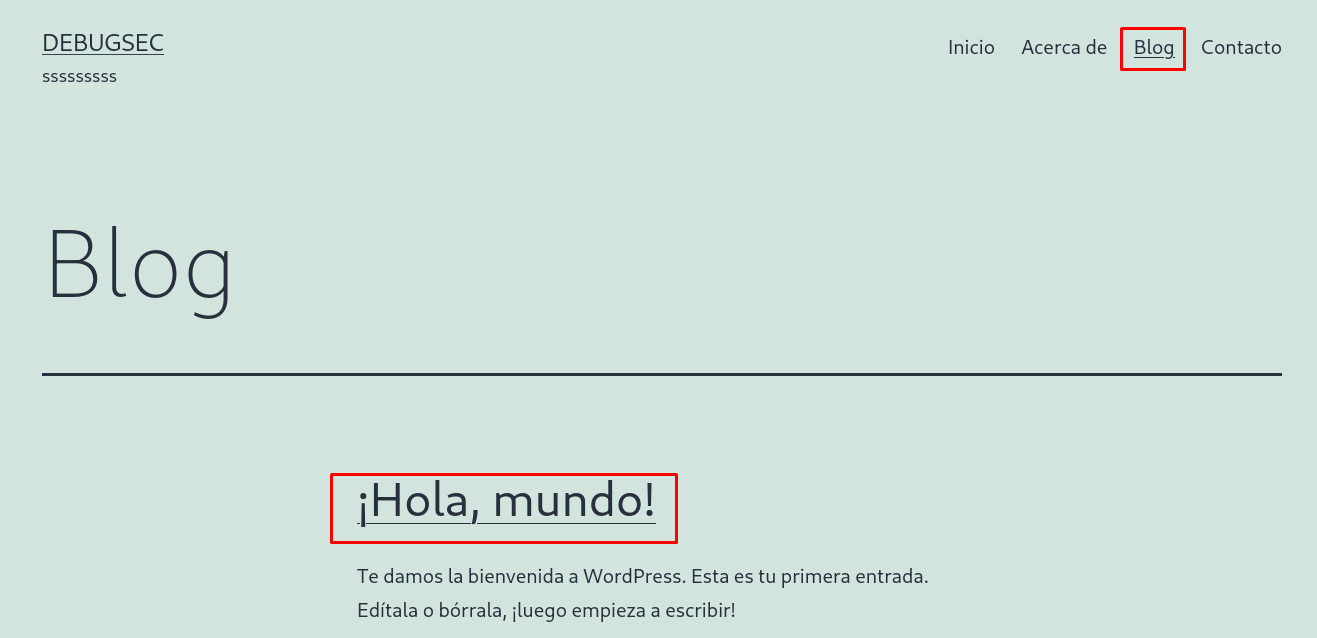 DEBUGSEC
sssssssss
Inicio Acerca de Blog Contacto
Blog
¡Hola, mundo!
Te damos la bienvenida a WordPress. Esta es tu primera entrada.
Edítala o bórrala, ¡luego empieza a escribir!